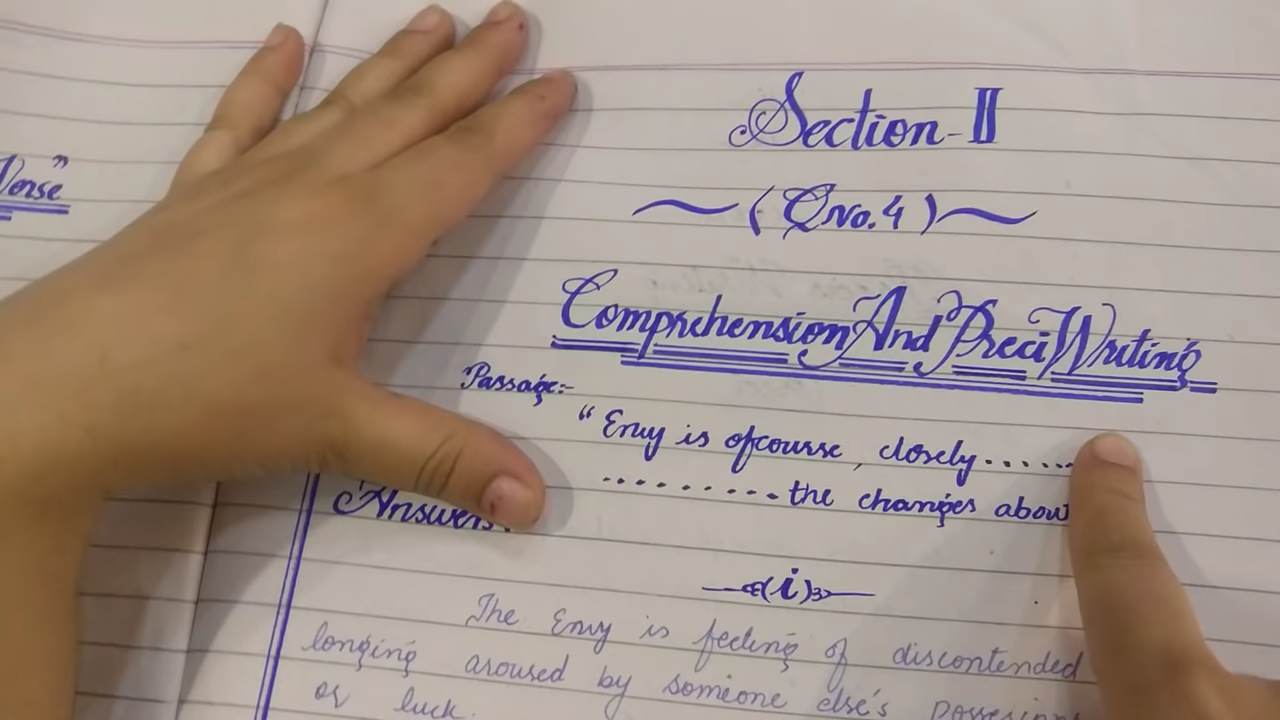 Verse"
Section-II
(Q No.4)
Comprehension And Preci Writing
Passage:-
"Envy is ofcourse, closely......
.........the changes about
Answers:
(i)
The Envy is feeling of discontended
longing aroused by someone else's
or luck.